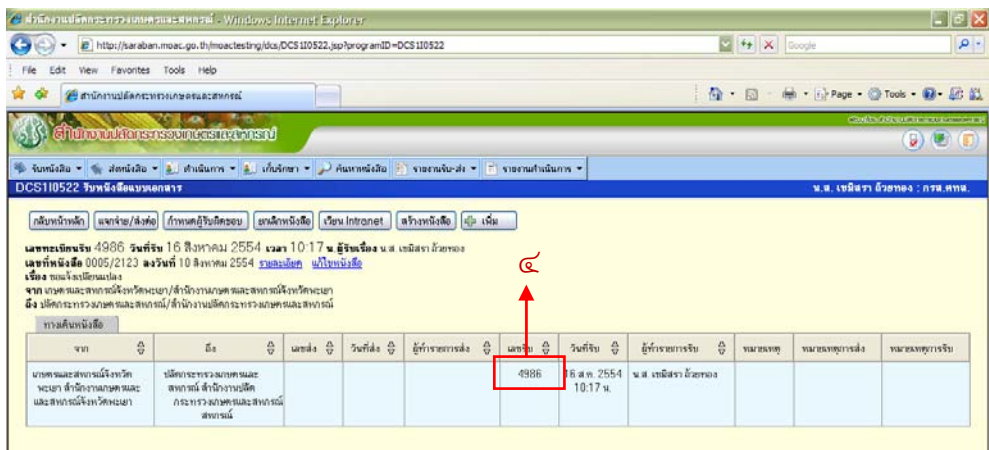 สำนักงานปลัดกระทรวงเกษตรและสหกรณ์ - Windows Internet Explorer
http://saraban.moac.go.th/moactesting/dcs/DCS1I0522.jsp?programID=DCS1I0522
Google
File Edit View Favorites Tools Help
สำนักงานปลัดกระทรวงเกษตรและสหกรณ์
Page Tools
สำนักงานปลัดกระทรวงเกษตรและสหกรณ์
รับหนังสือ ส่งหนังสือ ดำเนินการ เก็บรักษา ค้นหาหนังสือ รายงานรับ-ส่ง รายงานดำเนินการ
DCS1I0522 รับหนังสือแบบเอกสาร น.ส. เขมิสรา อ้วยทอง : กรส.ศทส.
กลับหน้าหลัก แจกจ่าย/ส่งต่อ กำหนดผู้รับผิดชอบ ยกเลิกหนังสือ เวียน Intranet สร้างหนังสือ เพิ่ม
เลขทะเบียนรับ 4986 วันที่รับ 16 สิงหาคม 2554 เวลา 10:17 น. ผู้รับเรื่อง น.ส. เขมิสรา อ้วยทอง
เลขที่หนังสือ 0005/2123 ลงวันที่ 10 สิงหาคม 2554 รายละเอียด แก้ไขหนังสือ
เรื่อง ขอแจ้งเปลี่ยนแปลง
จาก เกษตรและสหกรณ์จังหวัดพะเยา/สำนักงานเกษตรและสหกรณ์จังหวัดพะเยา
ถึง ปลัดกระทรวงเกษตรและสหกรณ์/สำนักงานปลัดกระทรวงเกษตรและสหกรณ์
๔
ทางเดินหนังสือ
จาก ถึง เลขส่ง วันที่ส่ง ผู้ทำรายการส่ง เลขรับ วันที่รับ ผู้ทำรายการรับ หมายเหตุ หมายเหตุการส่ง หมายเหตุการรับ
เกษตรและสหกรณ์จังหวัด ปลัดกระทรวงเกษตรและ 4986 16 ส.ค. 2554 น.ส. เขมิสรา อ้วยทอง
พะเยา สำนักงานเกษตรและ สหกรณ์ สำนักงานปลัด 10:17 น.
และสหกรณ์จังหวัดพะเยา กระทรวงเกษตรและสหกรณ์
สหกรณ์